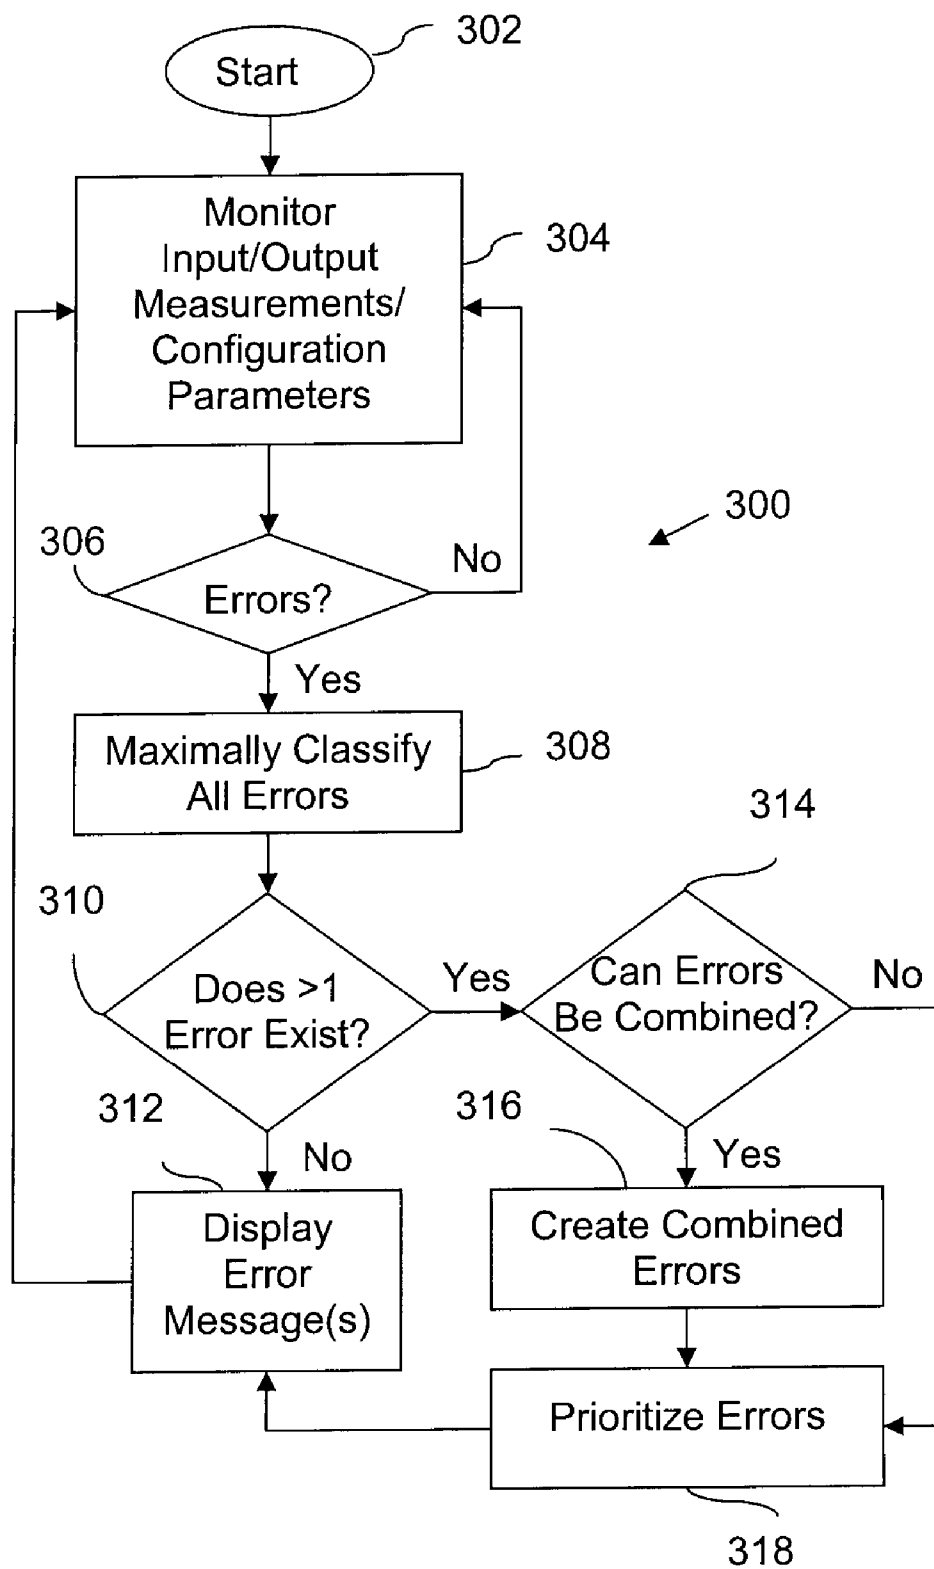 302
Start
Monitor
Input/Output
Measurements/
Configuration
Parameters
304
300
306
Errors?
No
Yes
Maximally Classify
All Errors
308
314
310
Does >1
Error Exist?
Yes
Can Errors
Be Combined?
No
312
No
316
Yes
Display
Error
Message(s)
Create Combined
Errors
Prioritize Errors
318